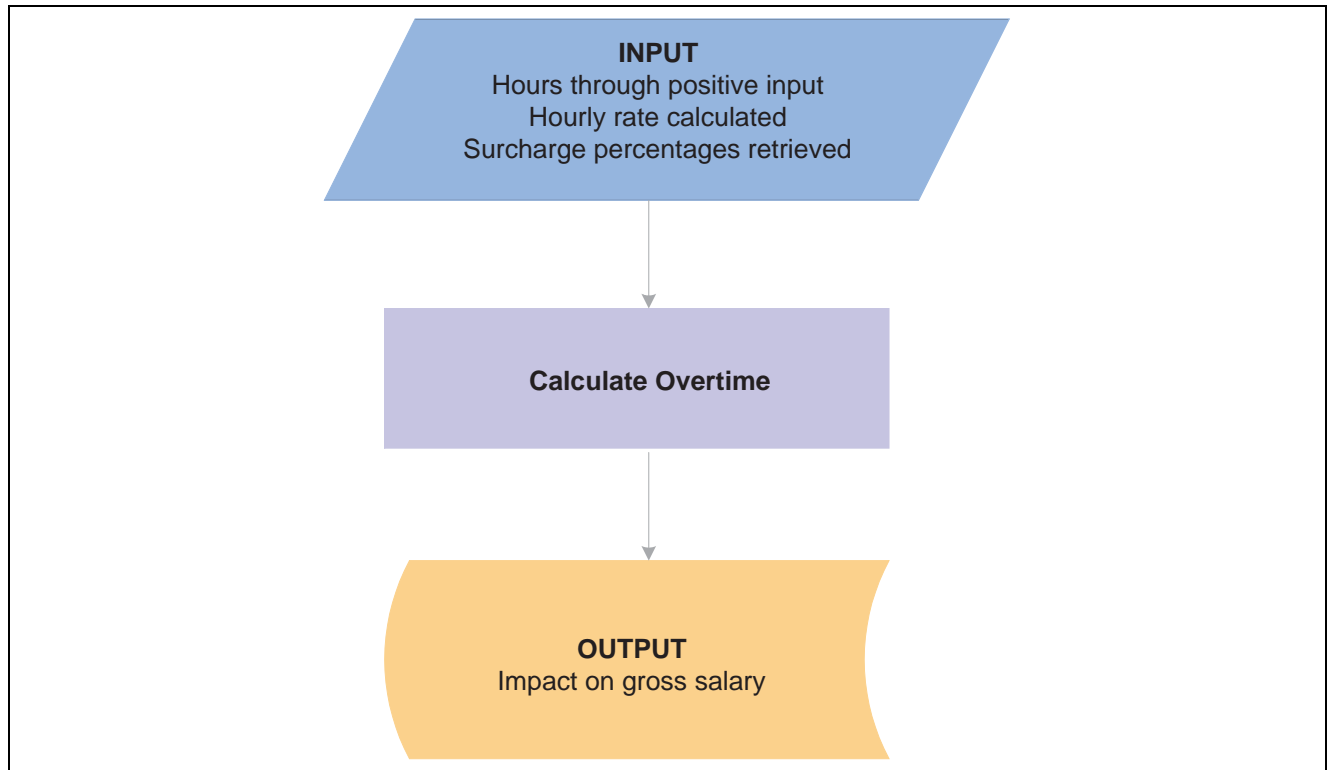 INPUT
Hours through positive input
Hourly rate calculated
Surcharge percentages retrieved
Calculate Overtime
OUTPUT
Impact on gross salary